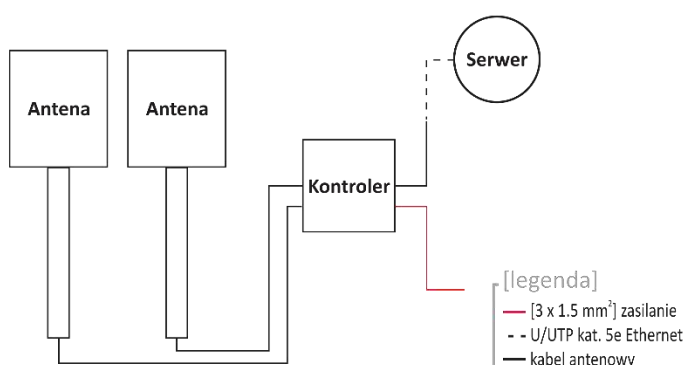 Serwer
Antena
Antena
Kontroler
[legenda]
[3 x 1.5 mm²] zasilanie
U/UTP kat. 5e Ethernet
kabel antenowy